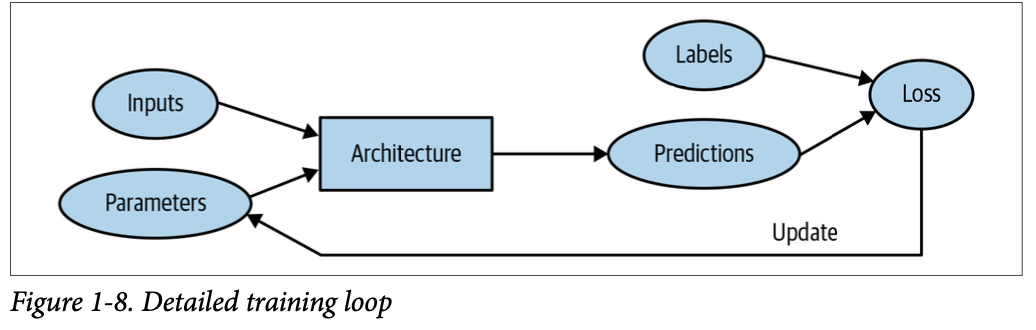 Labels
Inputs
Loss
Architecture
Predictions
Parameters
Update
Figure 1-8. Detailed training loop